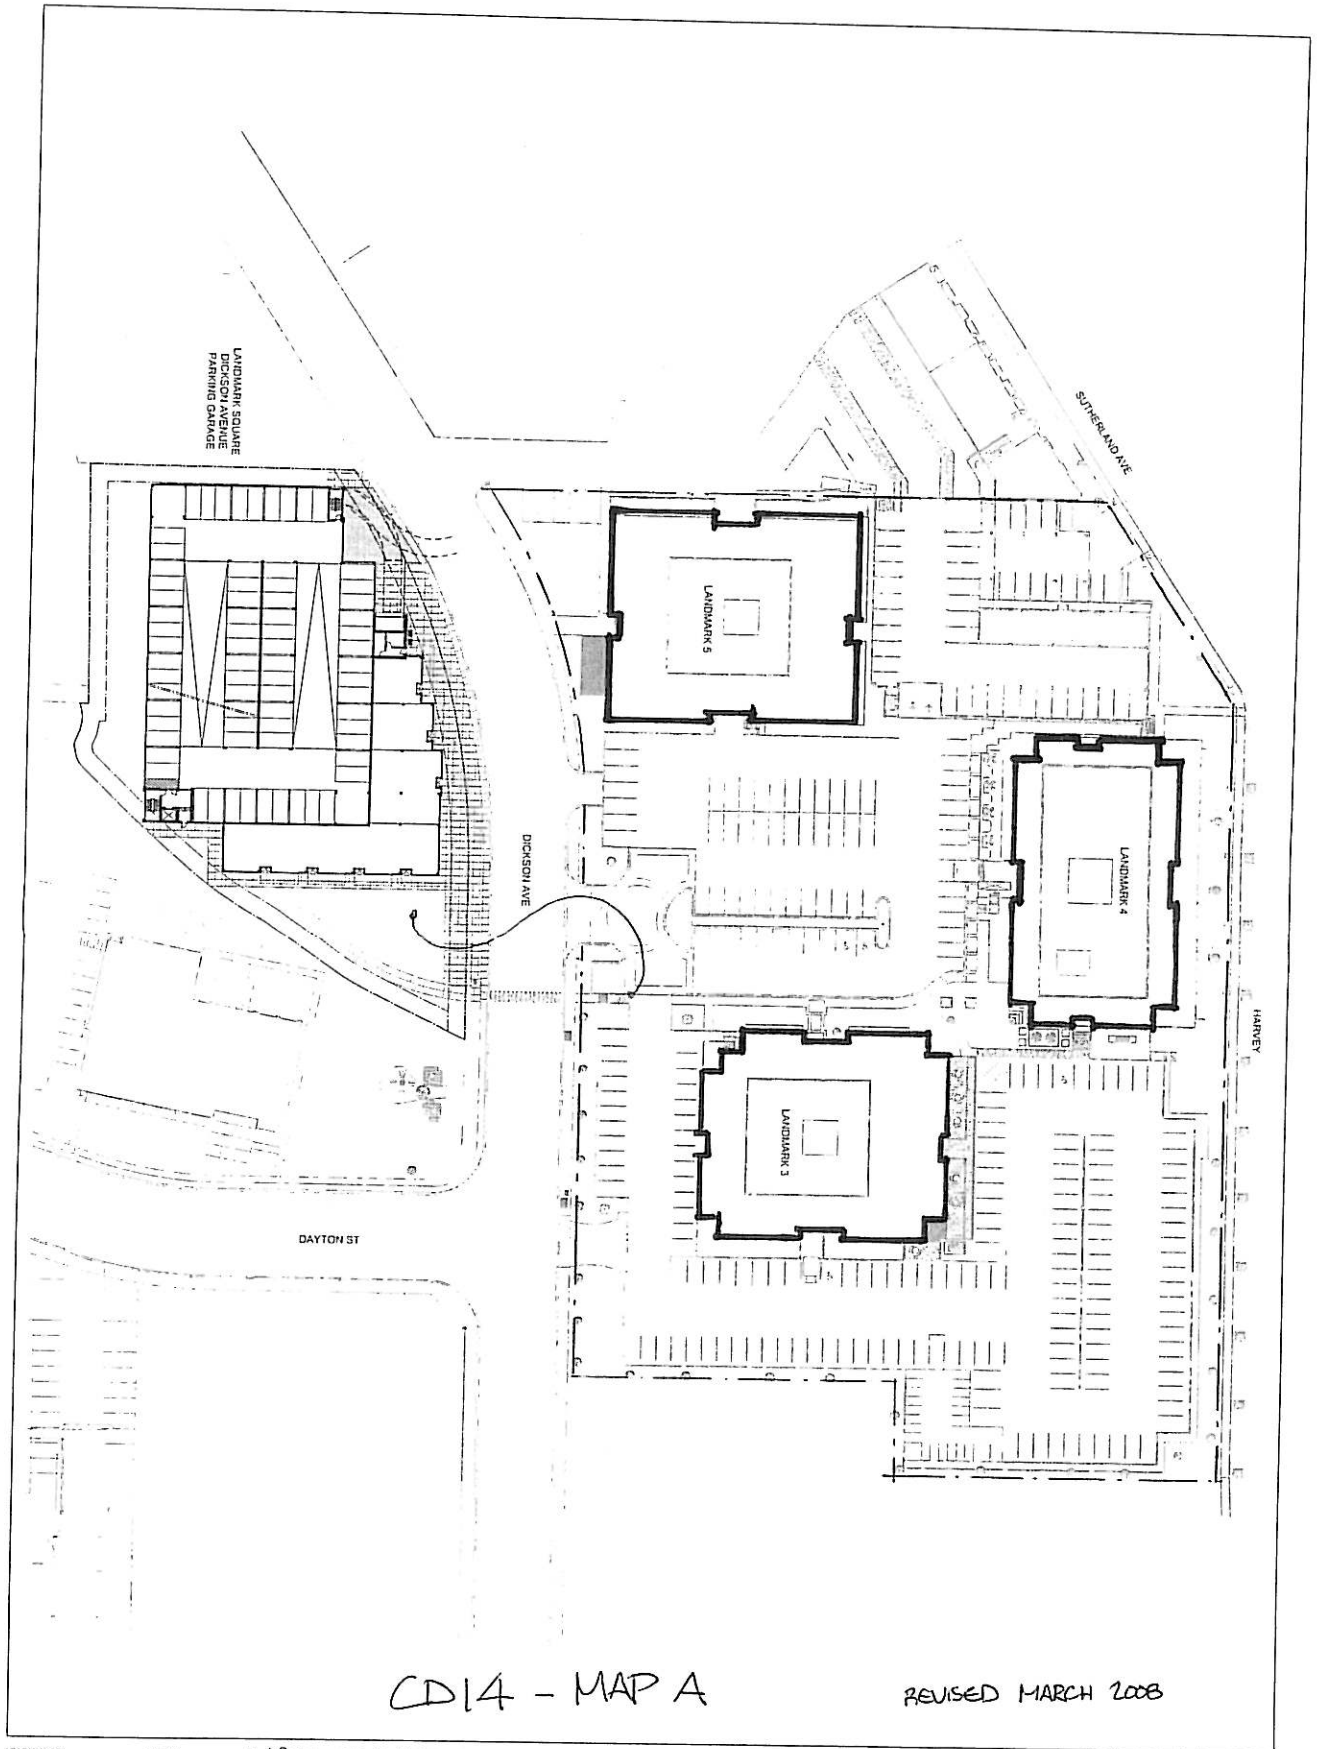 LANDMARK SQUARE
DICKSON AVENUE
PARKING GARAGE
SUTHERLAND AVE
LANDMARK 5
LANDMARK 4
DICKSON AVE
HARVEY
LANDMARK 3
DAYTON ST
CD14 - MAP A
REVISED MARCH 2008